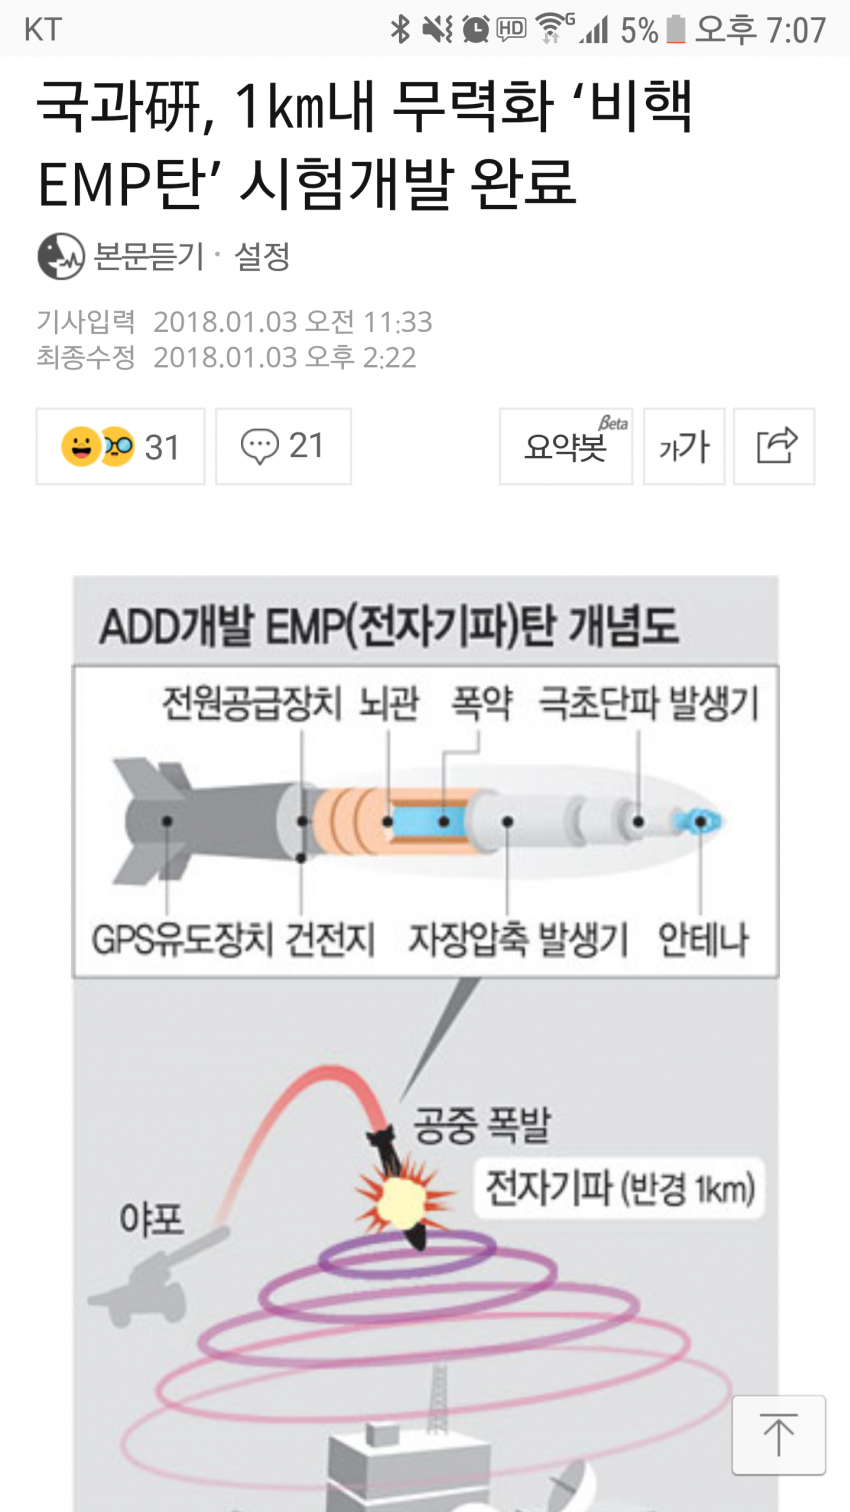 KT HD G 5% 오후 7:07
국과硏, 1㎞내 무력화 ‘비핵
EMP탄’ 시험개발 완료
본문듣기 · 설정
기사입력 2018.01.03 오전 11:33
최종수정 2018.01.03 오후 2:22
31 21 요약봇 Beta 가가
ADD개발 EMP(전자기파)탄 개념도
전원공급장치 뇌관 폭약 극초단파 발생기
GPS유도장치 건전지 자장압축 발생기 안테나
공중 폭발
전자기파 (반경 1km)
야포